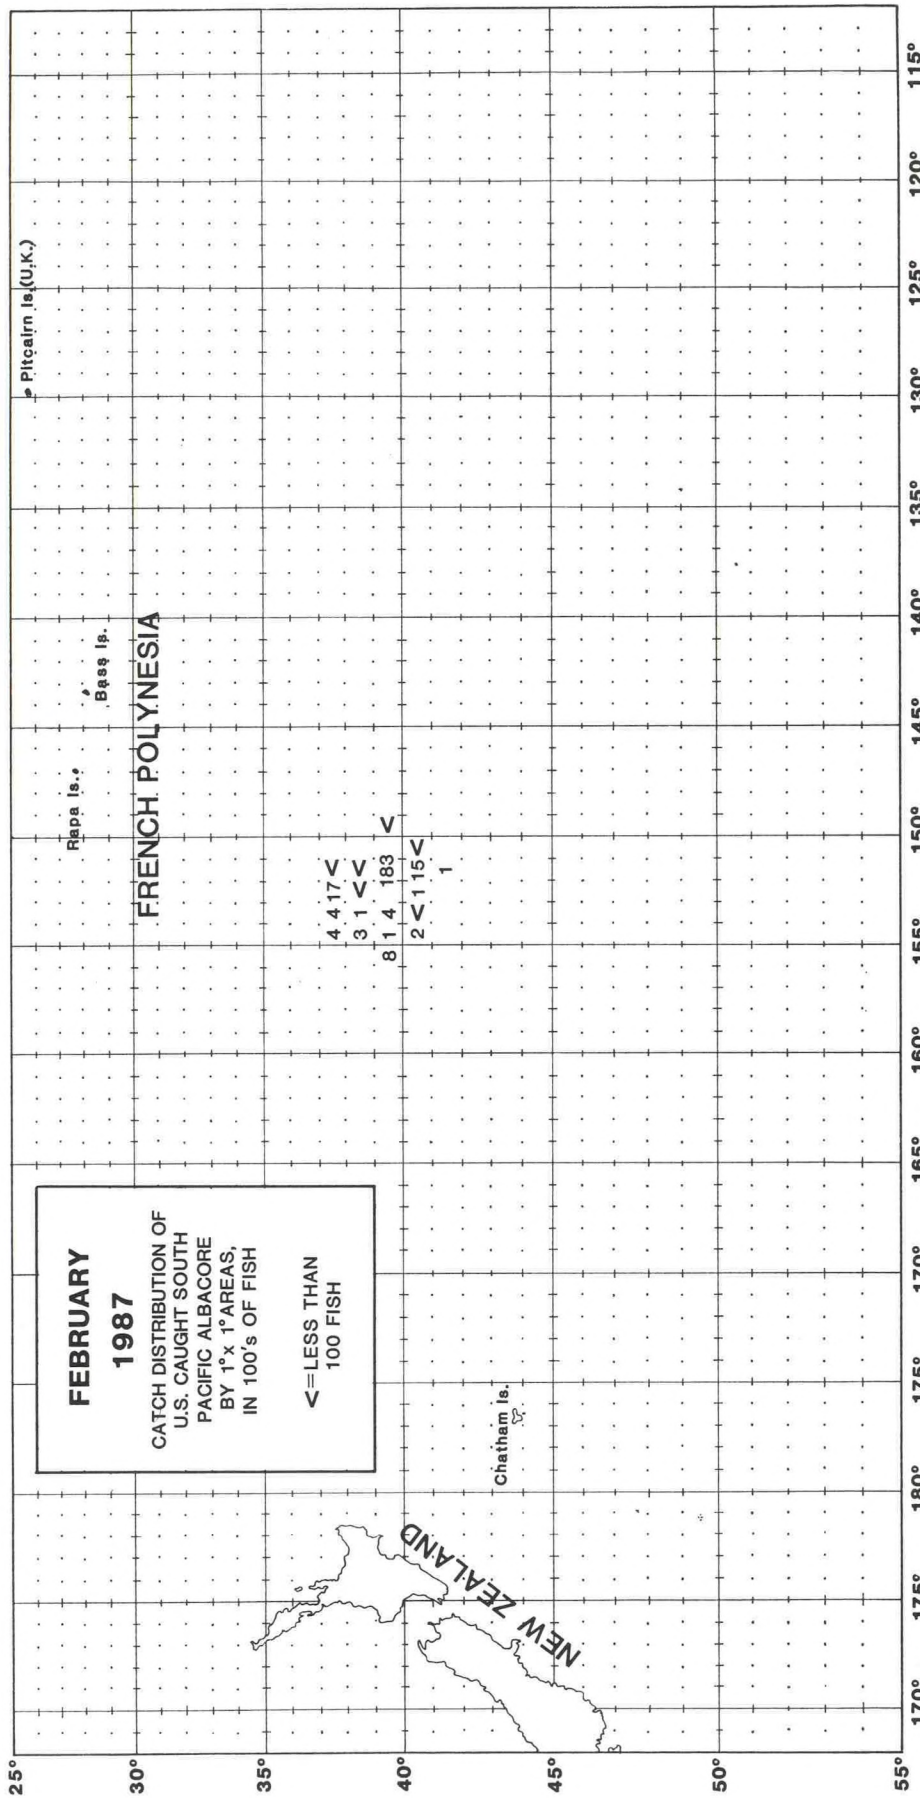 25°
Pitcairn Is.(U.K.)
Rapa Is.
Bass Is.
30°
FRENCH POLYNESIA
FEBRUARY
1987
CATCH DISTRIBUTION OF
U.S. CAUGHT SOUTH
PACIFIC ALBACORE
BY 1° x 1° AREAS,
IN 100's OF FISH
<=LESS THAN
100 FISH
35°
4 4 17 <
3 1 < <
8 1 4 183 <
40°
2 < 1 15 <
1
NEW ZEALAND
Chatham Is.
45°
50°
55°
170° 175° 180° 175° 170° 165° 160° 155° 150° 145° 140° 135° 130° 125° 120° 115°